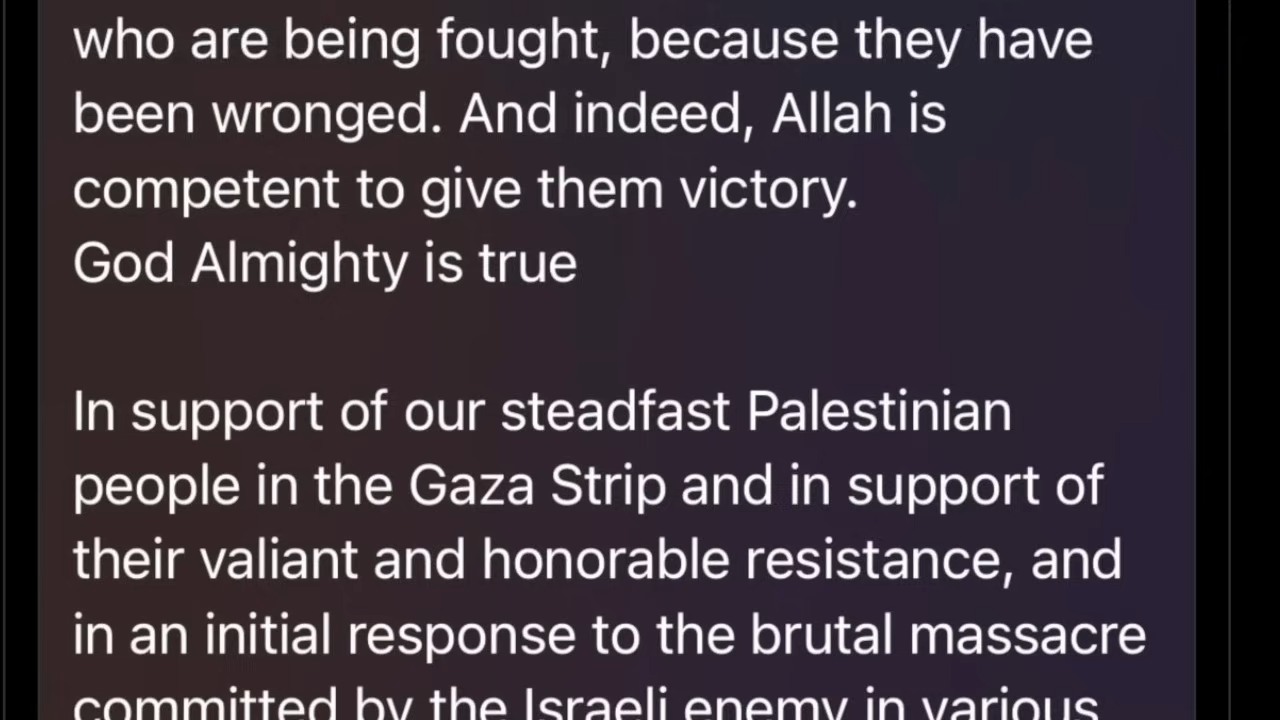 who are being fought, because they have
been wronged. And indeed, Allah is
competent to give them victory.
God Almighty is true
In support of our steadfast Palestinian
people in the Gaza Strip and in support of
their valiant and honorable resistance, and
in an initial response to the brutal massacre
committed by the Israeli enemy in various